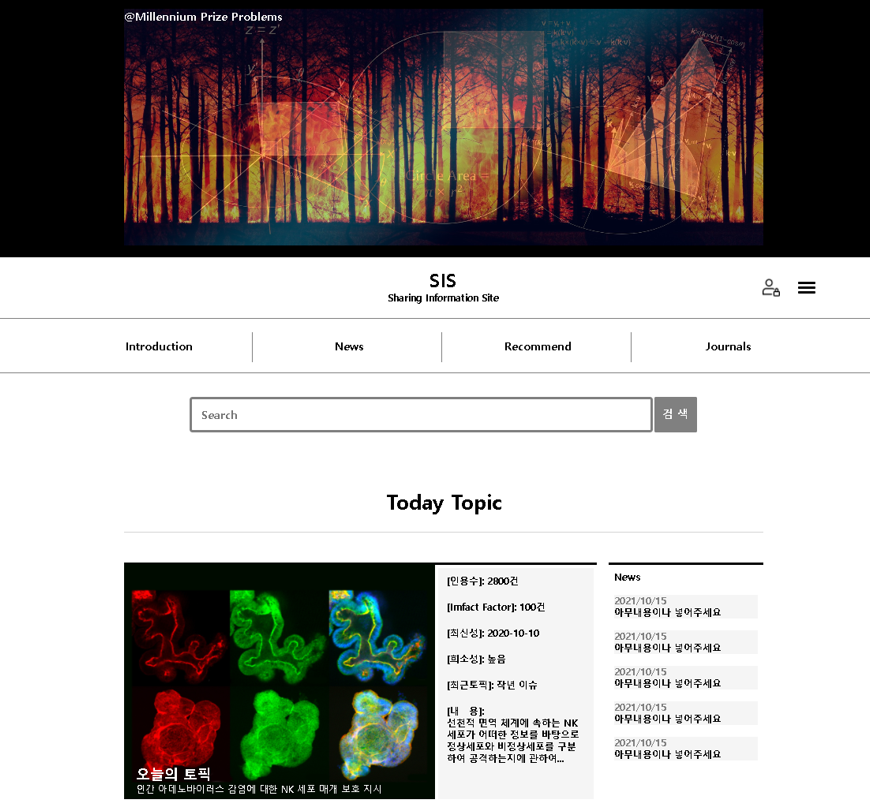 @Millennium Prize Problems
z = z'
y'
η
y
Circle Area =
SIS
Sharing Information Site
Introduction
News
Recommend
Journals
Search
검 색
Today Topic
오늘의 토픽
인간 아데노바이러스 감염에 대한 NK 세포 매개 보호 지시
[인용수]: 2800건
[Imfact Factor]: 100건
[최신성]: 2020-10-10
[희소성]: 높음
[최근토픽]: 작년 이슈
[내 용]:
선천적 면역 체계에 속하는 NK
세포가 어떠한 정보를 바탕으로
정상세포와 비정상세포를 구분
하여 공격하는지에 관하여...
News
2021/10/15
아무내용이나 넣어주세요
2021/10/15
아무내용이나 넣어주세요
2021/10/15
아무내용이나 넣어주세요
2021/10/15
아무내용이나 넣어주세요
2021/10/15
아무내용이나 넣어주세요